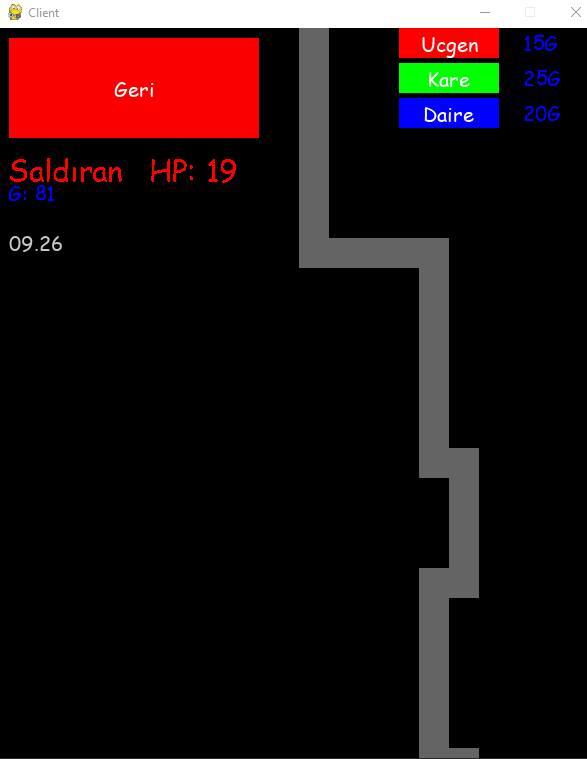 Client
Geri
Saldıran HP: 19
G: 81
09.26
Ucgen 15G
Kare 25G
Daire 20G